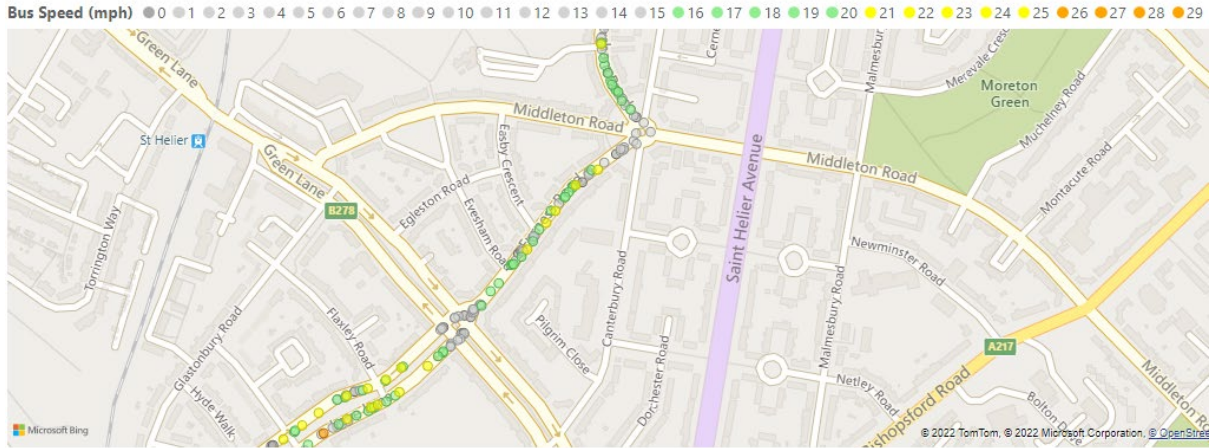 Bus Speed (mph) 0 1 2 3 4 5 6 7 8 9 10 11 12 13 14 15 16 17 18 19 20 21 22 23 24 25 26 27 28 29
Green Lane
Middleton Road
Malmesbur
Merevale Cresc
Moreton
Green
Muchelney Road
St Helier
Easby Crescent
Green Lane
Middleton Road
Montacute Road
Torrington Way
B278
Egleston Road
Evesham Road
Saint Helier Avenue
Newminster Road
Canterbury Road
Malmesbury Road
Glastonbury Road
Flaxley Road
Pilgrim Close
A217
Hyde Walk
Dorchester Road
Netley Road
Bishopsford Road
Middleton Ro
Microsoft Bing
© 2022 TomTom, © 2022 Microsoft Corporation, © OpenStree